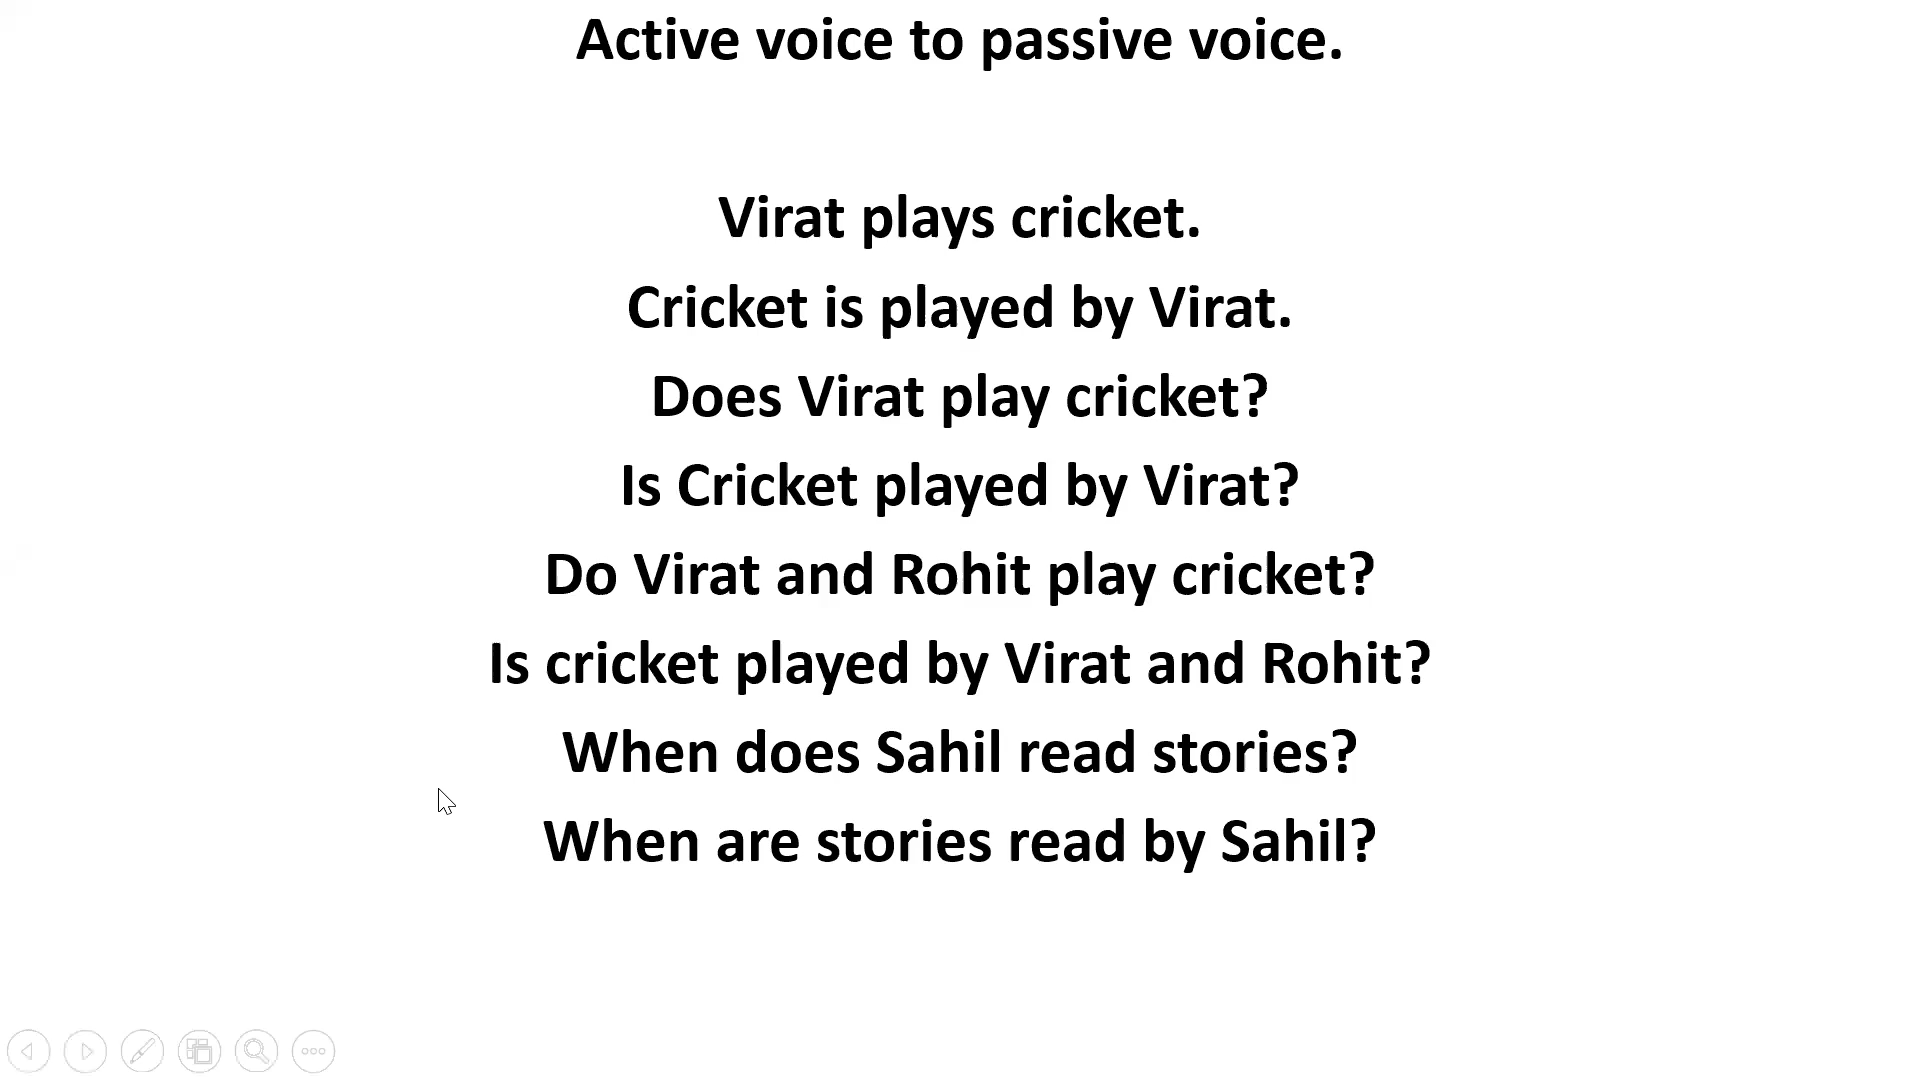 Active voice to passive voice.
Virat plays cricket.
Cricket is played by Virat.
Does Virat play cricket?
Is Cricket played by Virat?
Do Virat and Rohit play cricket?
Is cricket played by Virat and Rohit?
When does Sahil read stories?
When are stories read by Sahil?